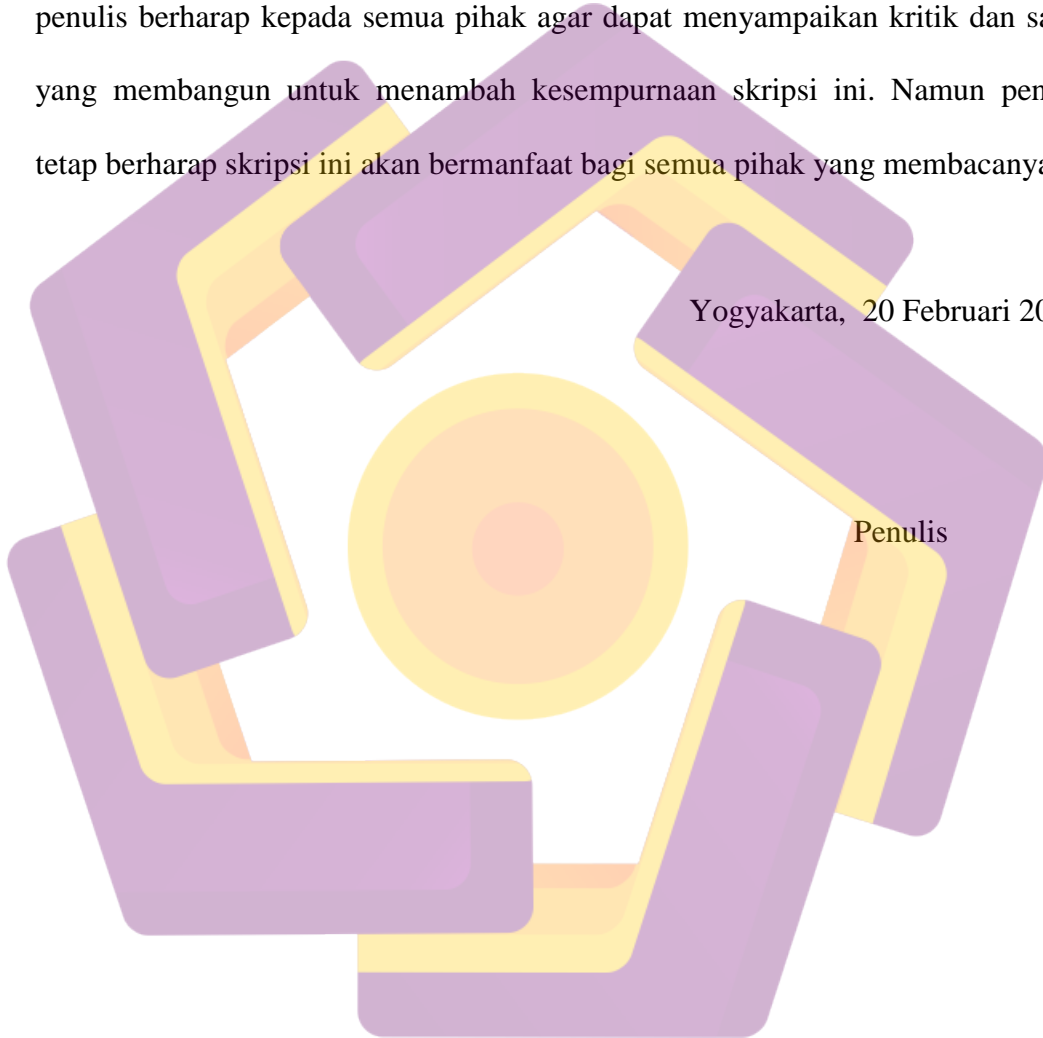 penulis berharap kepada semua pihak agar dapat menyampaikan kritik dan
yang membangun untuk menambah kesempurnaan skripsi ini. Namun
tetap berharap skripsi ini akan bermanfaat bagi semua pihak yang membacanya
Yogyakarta, 20 Februari
Penulis